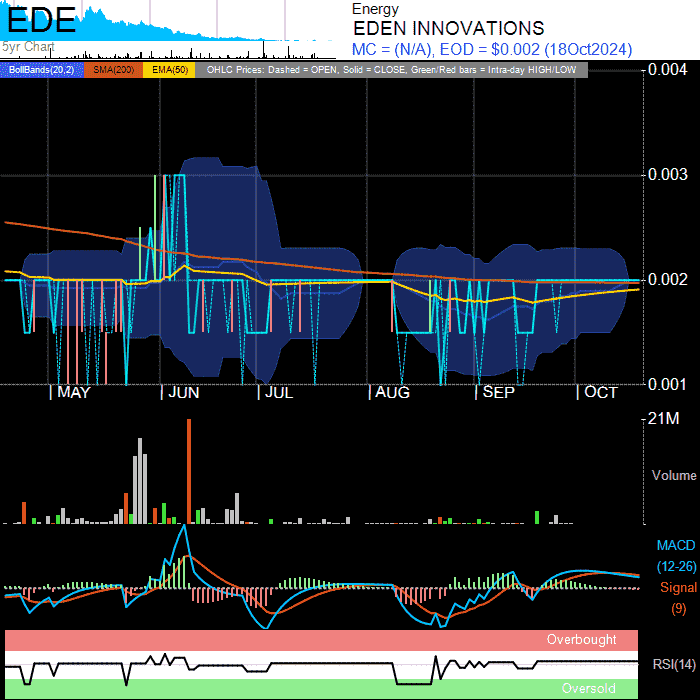 EDE
5yr Chart
Energy
EDEN INNOVATIONS
MC = (N/A), EOD = $0.002 (18Oct2024)
BollBands(20,2) SMA(200) EMA(50) OHLC Prices: Dashed = OPEN, Solid = CLOSE, Green/Red bars = Intra-day HIGH/LOW
0.004
0.003
0.002
0.001
MAY JUN JUL AUG SEP OCT
21M
Volume
MACD
(12-26)
Signal
(9)
Overbought
RSI(14)
Oversold